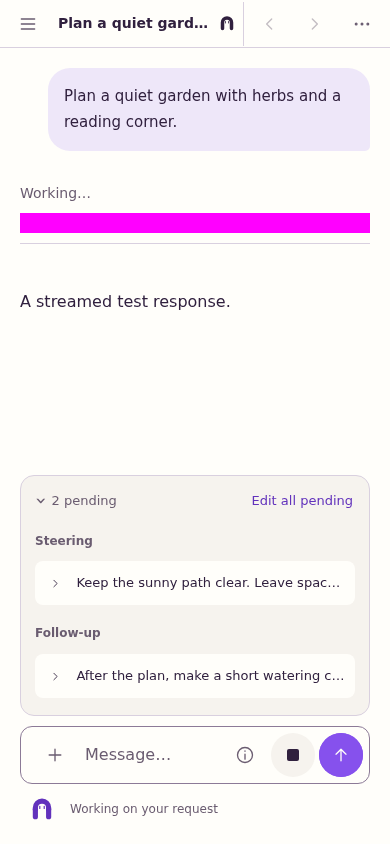 Plan a quiet gard…
Plan a quiet garden with herbs and a
reading corner.
Working…
A streamed test response.
2 pending
Edit all pending
Steering
Keep the sunny path clear. Leave spac…
Follow-up
After the plan, make a short watering c…
Message…
Working on your request